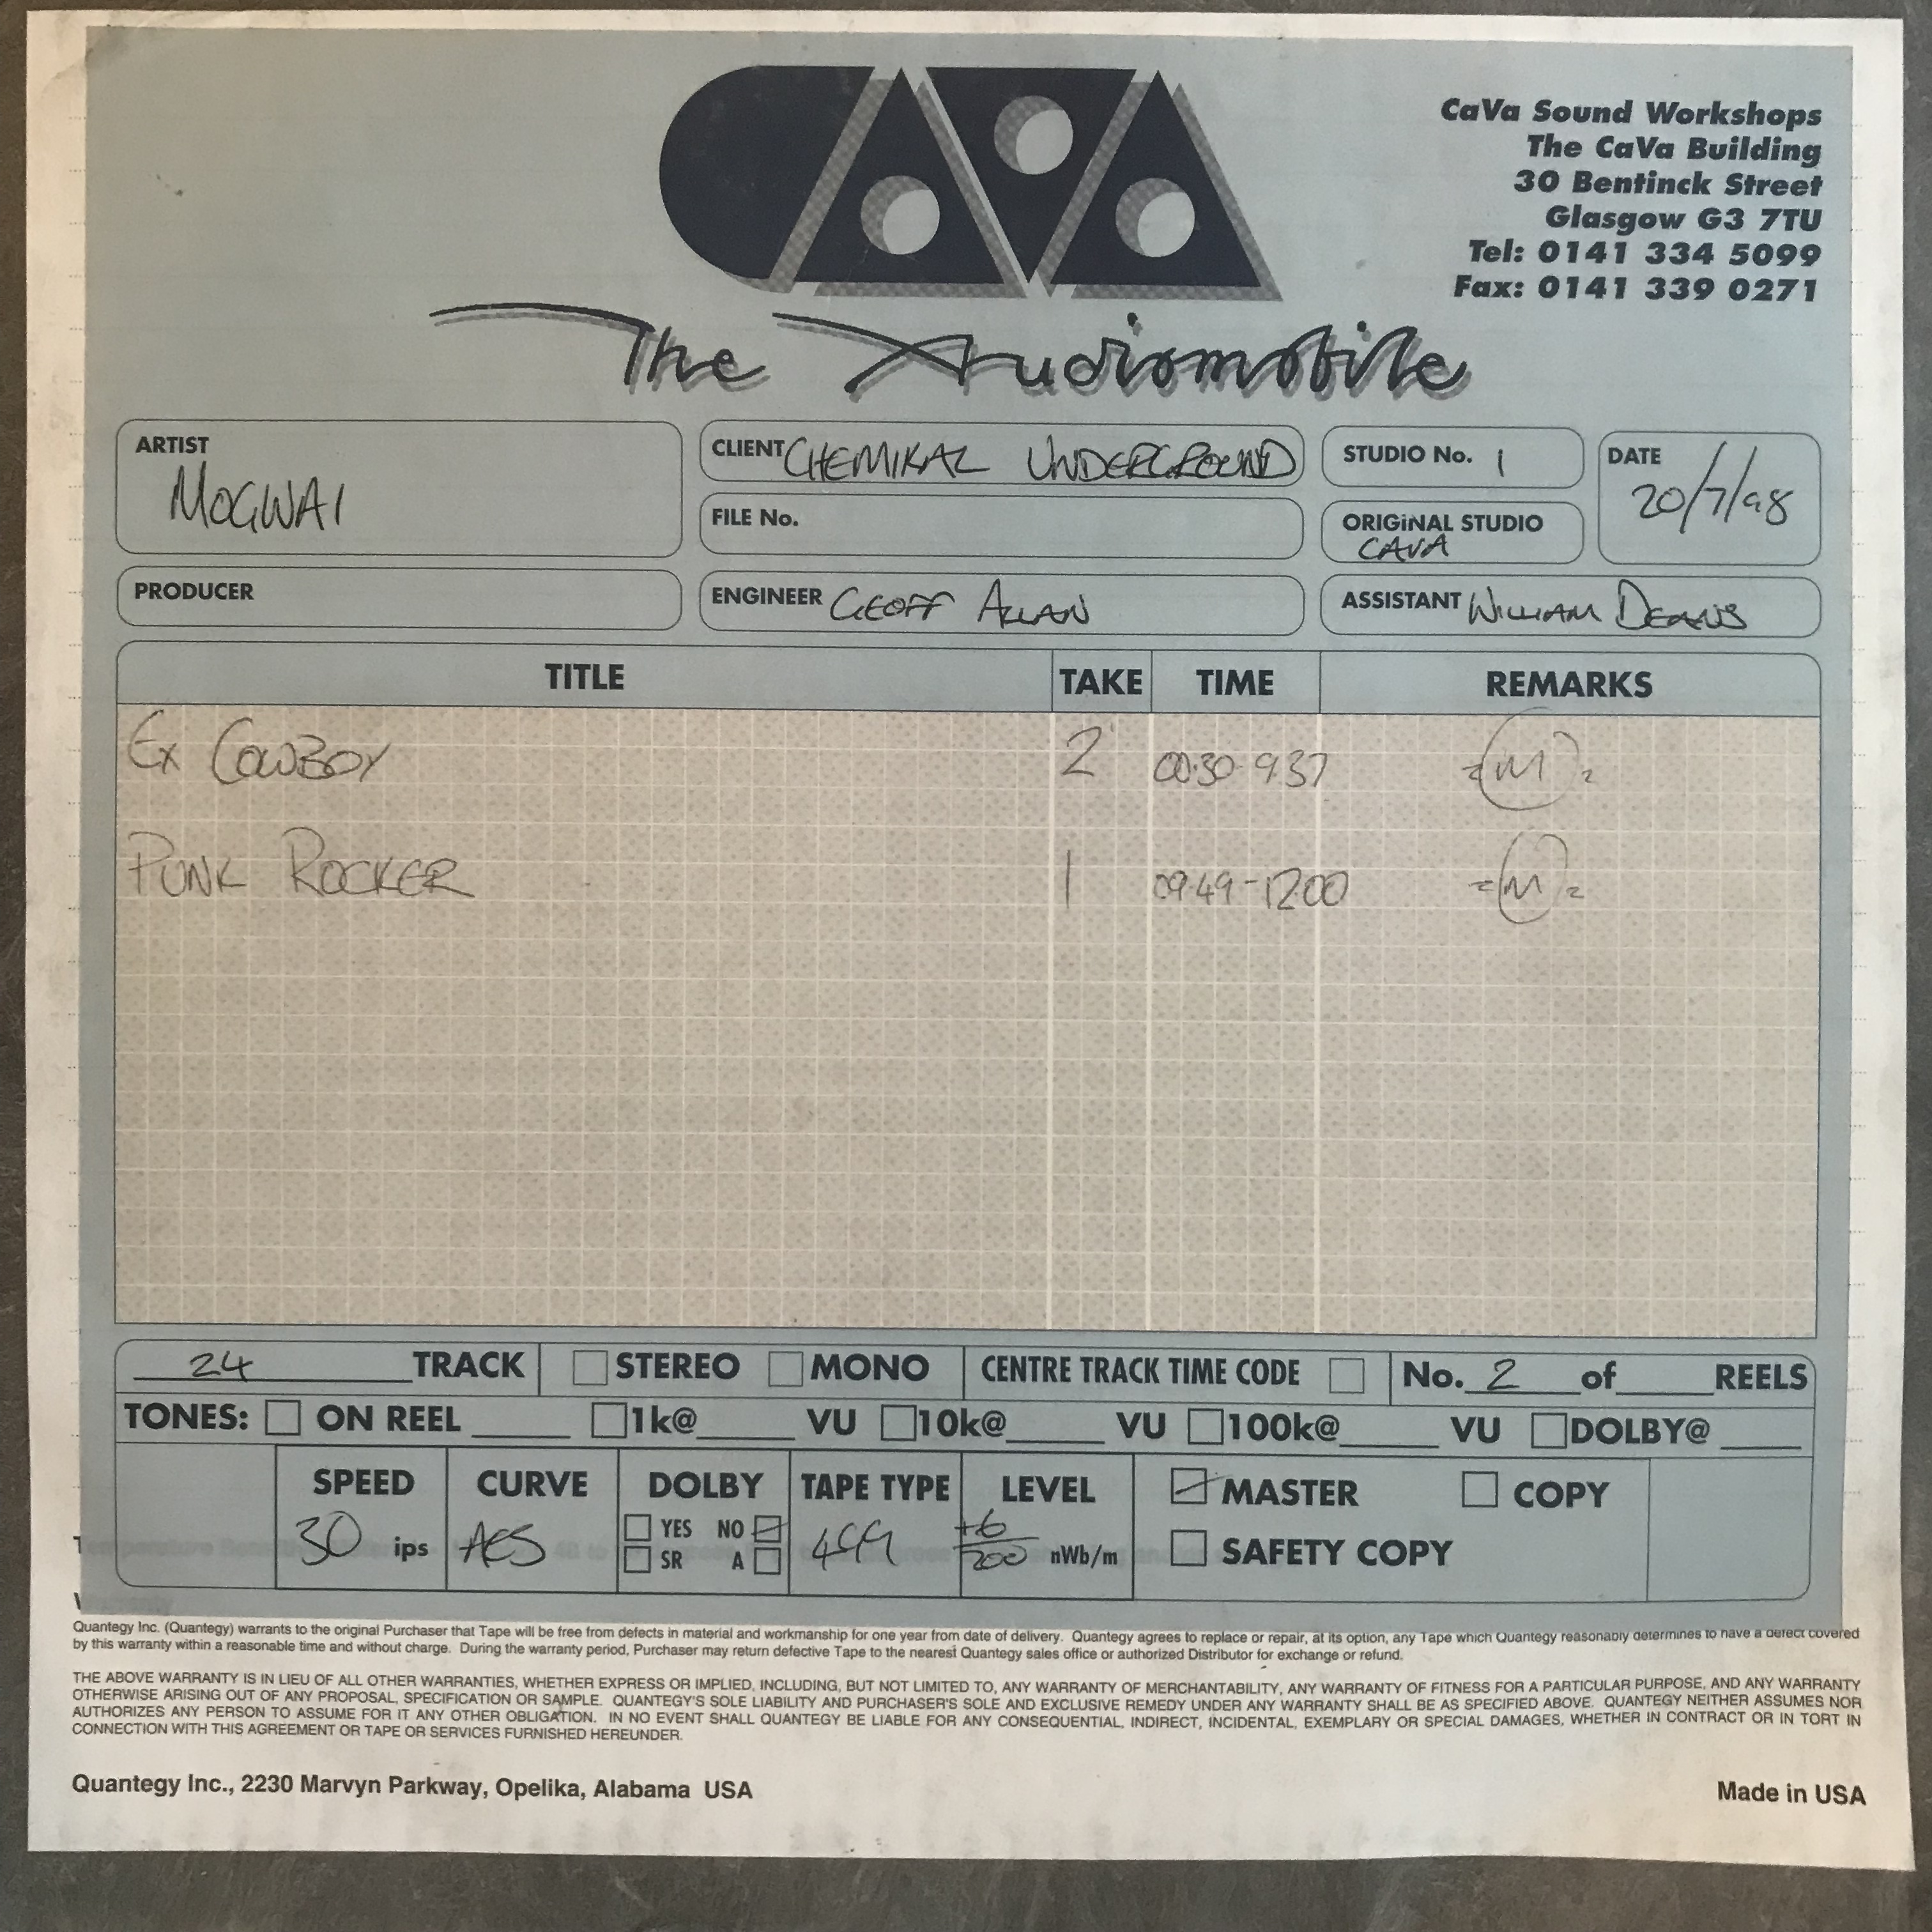 CAVA
CaVa Sound Workshops
The CaVa Building
30 Bentinck Street
Glasgow G3 7TU
Tel: 0141 334 5099
Fax: 0141 339 0271
The Audiomobile
ARTIST
MOGWAI
CLIENT CHEMIKAL UNDERGROUND
FILE No.
STUDIO No. 1
ORIGINAL STUDIO
CAVA
DATE
20/7/98
PRODUCER
ENGINEER GEOFF ALLAN
ASSISTANT WILLIAM DEANS
TITLE TAKE TIME REMARKS
EX COWBOY 2 00.30-9.37 =M=
PUNK ROCKER 1 09.49-12.00 =M=
24 TRACK STEREO MONO CENTRE TRACK TIME CODE No. 2 of REELS
TONES: ON REEL 1k@ VU 10k@ VU 100k@ VU DOLBY@
SPEED CURVE DOLBY TAPE TYPE LEVEL MASTER COPY
30 ips AES YES NO SR A 499 +6/200 nWb/m SAFETY COPY
Warranty
Quantegy Inc. (Quantegy) warrants to the original Purchaser that Tape will be free from defects in material and workmanship for one year from date of delivery. Quantegy agrees to replace or repair, at its option, any Tape which Quantegy reasonably determines to have a defect covered
by this warranty within a reasonable time and without charge. During the warranty period, Purchaser may return defective Tape to the nearest Quantegy sales office or authorized Distributor for exchange or refund.
THE ABOVE WARRANTY IS IN LIEU OF ALL OTHER WARRANTIES, WHETHER EXPRESS OR IMPLIED, INCLUDING, BUT NOT LIMITED TO, ANY WARRANTY OF MERCHANTABILITY, ANY WARRANTY OF FITNESS FOR A PARTICULAR PURPOSE, AND ANY WARRANTY
OTHERWISE ARISING OUT OF ANY PROPOSAL, SPECIFICATION OR SAMPLE. QUANTEGY'S SOLE LIABILITY AND PURCHASER'S SOLE AND EXCLUSIVE REMEDY UNDER ANY WARRANTY SHALL BE AS SPECIFIED ABOVE. QUANTEGY NEITHER ASSUMES NOR
AUTHORIZES ANY PERSON TO ASSUME FOR IT ANY OTHER OBLIGATION. IN NO EVENT SHALL QUANTEGY BE LIABLE FOR ANY CONSEQUENTIAL, INDIRECT, INCIDENTAL, EXEMPLARY OR SPECIAL DAMAGES, WHETHER IN CONTRACT OR IN TORT IN
CONNECTION WITH THIS AGREEMENT OR TAPE OR SERVICES FURNISHED HEREUNDER.
Quantegy Inc., 2230 Marvyn Parkway, Opelika, Alabama USA
Made in USA